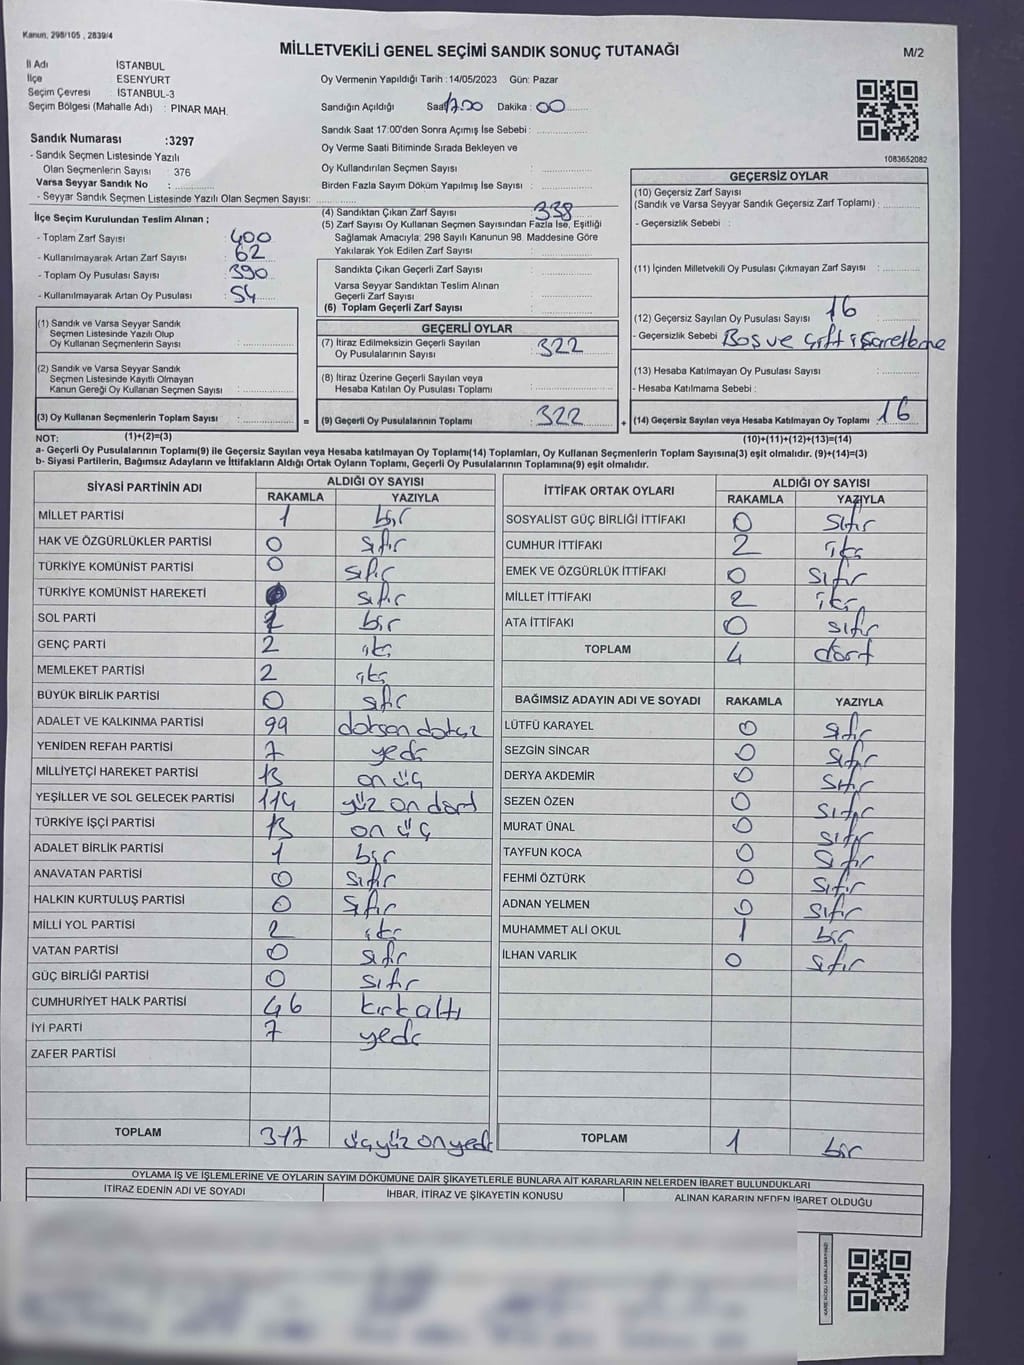 Kanun, 298/105 , 2839/4
MİLLETVEKİLİ GENEL SEÇİMİ SANDIK SONUÇ TUTANAĞI
M/2
İl Adı İSTANBUL
İlçe ESENYURT
Seçim Çevresi İSTANBUL-3
Seçim Bölgesi (Mahalle Adı) : PINAR MAH.
Oy Vermenin Yapıldığı Tarih :14/05/2023 Gün: Pazar
Sandığın Açıldığı Saat 17.00 Dakika : 00
Sandık Saat 17:00'den Sonra Açımış İse Sebebi :
Oy Verme Saati Bitiminde Sırada Bekleyen ve
Oy Kullandırılan Seçmen Sayısı :
Birden Fazla Sayım Döküm Yapılmış İse Sayısı :
Sandık Numarası :3297
- Sandık Seçmen Listesinde Yazılı
Olan Seçmenlerin Sayısı : 376
Varsa Seyyar Sandık No :
- Seyyar Sandık Seçmen Listesinde Yazılı Olan Seçmen Sayısı:
1083652082
İlçe Seçim Kurulundan Teslim Alınan ;
- Toplam Zarf Sayısı : 400
- Kullanılmayarak Artan Zarf Sayısı : 62
- Toplam Oy Pusulası Sayısı : 390
- Kullanılmayarak Artan Oy Pusulası : 54
(4) Sandıktan Çıkan Zarf Sayısı : 338
(5) Zarf Sayısı Oy Kullanan Seçmen Sayısından Fazla İse, Eşitliği
Sağlamak Amacıyla; 298 Sayılı Kanunun 98. Maddesine Göre
Yakılarak Yok Edilen Zarf Sayısı :
Sandıkta Çıkan Geçerli Zarf Sayısı :
Varsa Seyyar Sandıktan Teslim Alınan
Geçerli Zarf Sayısı :
(6) Toplam Geçerli Zarf Sayısı :
GEÇERSİZ OYLAR
(10) Geçersiz Zarf Sayısı
(Sandık ve Varsa Seyyar Sandık Geçersiz Zarf Toplamı) :
- Geçersizlik Sebebi :
(11) İçinden Milletvekili Oy Pusulası Çıkmayan Zarf Sayısı :
(12) Geçersiz Sayılan Oy Pusulası Sayısı : 16
- Geçersizlik Sebebi : Boş ve çift işaretleme
(13) Hesaba Katılmayan Oy Pusulası Sayısı :
- Hesaba Katılmama Sebebi :
(14) Geçersiz Sayılan veya Hesaba Katılmayan Oy Toplamı : 16
(10)+(11)+(12)+(13)=(14)
(1) Sandık ve Varsa Seyyar Sandık
Seçmen Listesinde Yazılı Olup
Oy Kullanan Seçmenlerin Sayısı :
(2) Sandık ve Varsa Seyyar Sandık
Seçmen Listesinde Kayıtlı Olmayan
Kanun Gereği Oy Kullanan Seçmen Sayısı :
(3) Oy Kullanan Seçmenlerin Toplam Sayısı :
(1)+(2)=(3)
GEÇERLİ OYLAR
(7) İtiraz Edilmeksizin Geçerli Sayılan
Oy Pusulalarının Sayısı : 322
(8) İtiraz Üzerine Geçerli Sayılan veya
Hesaba Katılan Oy Pusulası Toplamı :
= (9) Geçerli Oy Pusulalarının Toplamı : 322 +
NOT:
a- Geçerli Oy Pusulalarının Toplamı(9) ile Geçersiz Sayılan veya Hesaba katılmayan Oy Toplamı(14) Toplamları, Oy Kullanan Seçmenlerin Toplam Sayısına(3) eşit olmalıdır. (9)+(14)=(3)
b- Siyasi Partilerin, Bağımsız Adayların ve İttifakların Aldığı Ortak Oyların Toplamı, Geçerli Oy Pusulalarının Toplamına(9) eşit olmalıdır.
SİYASİ PARTİNİN ADI ALDIĞI OY SAYISI
RAKAMLA YAZIYLA
MİLLET PARTİSİ 1 bir
HAK VE ÖZGÜRLÜKLER PARTİSİ 0 sıfır
TÜRKİYE KOMÜNİST PARTİSİ 0 sıfır
TÜRKİYE KOMÜNİST HAREKETİ sıfır
SOL PARTİ bir
GENÇ PARTİ 2 iki
MEMLEKET PARTİSİ 2 iki
BÜYÜK BİRLİK PARTİSİ 0 sıfır
ADALET VE KALKINMA PARTİSİ 99 doksan dokuz
YENİDEN REFAH PARTİSİ 7 yedi
MİLLİYETÇİ HAREKET PARTİSİ 13 on üç
YEŞİLLER VE SOL GELECEK PARTİSİ 114 yüz on dört
TÜRKİYE İŞÇİ PARTİSİ 13 on üç
ADALET BİRLİK PARTİSİ 1 bir
ANAVATAN PARTİSİ 0 sıfır
HALKIN KURTULUŞ PARTİSİ 0 sıfır
MİLLİ YOL PARTİSİ 2 iki
VATAN PARTİSİ 0 sıfır
GÜÇ BİRLİĞİ PARTİSİ 0 sıfır
CUMHURİYET HALK PARTİSİ 46 kırkaltı
İYİ PARTİ 7 yedi
ZAFER PARTİSİ
TOPLAM 317 üçyüz onyedi
İTTİFAK ORTAK OYLARI ALDIĞI OY SAYISI
RAKAMLA YAZIYLA
SOSYALİST GÜÇ BİRLİĞİ İTTİFAKI 0 sıfır
CUMHUR İTTİFAKI 2 iki
EMEK VE ÖZGÜRLÜK İTTİFAKI 0 sıfır
MİLLET İTTİFAKI 2 iki
ATA İTTİFAKI 0 sıfır
TOPLAM 4 dört
BAĞIMSIZ ADAYIN ADI VE SOYADI RAKAMLA YAZIYLA
LÜTFÜ KARAYEL 0 sıfır
SEZGİN SİNCAR 0 sıfır
DERYA AKDEMİR 0 sıfır
SEZEN ÖZEN 0 sıfır
MURAT ÜNAL 0 sıfır
TAYFUN KOCA 0 sıfır
FEHMİ ÖZTÜRK 0 sıfır
ADNAN YELMEN 0 sıfır
MUHAMMET ALİ OKUL 1 bir
İLHAN VARLIK 0 sıfır
TOPLAM 1 bir
OYLAMA İŞ VE İŞLEMLERİNE VE OYLARIN SAYIM DÖKÜMÜNE DAİR ŞİKAYETLERLE BUNLARA AİT KARARLARIN NELERDEN İBARET BULUNDUKLARI
İTİRAZ EDENİN ADI VE SOYADI İHBAR, İTİRAZ VE ŞİKAYETİN KONUSU ALINAN KARARIN NEDEN İBARET OLDUĞU